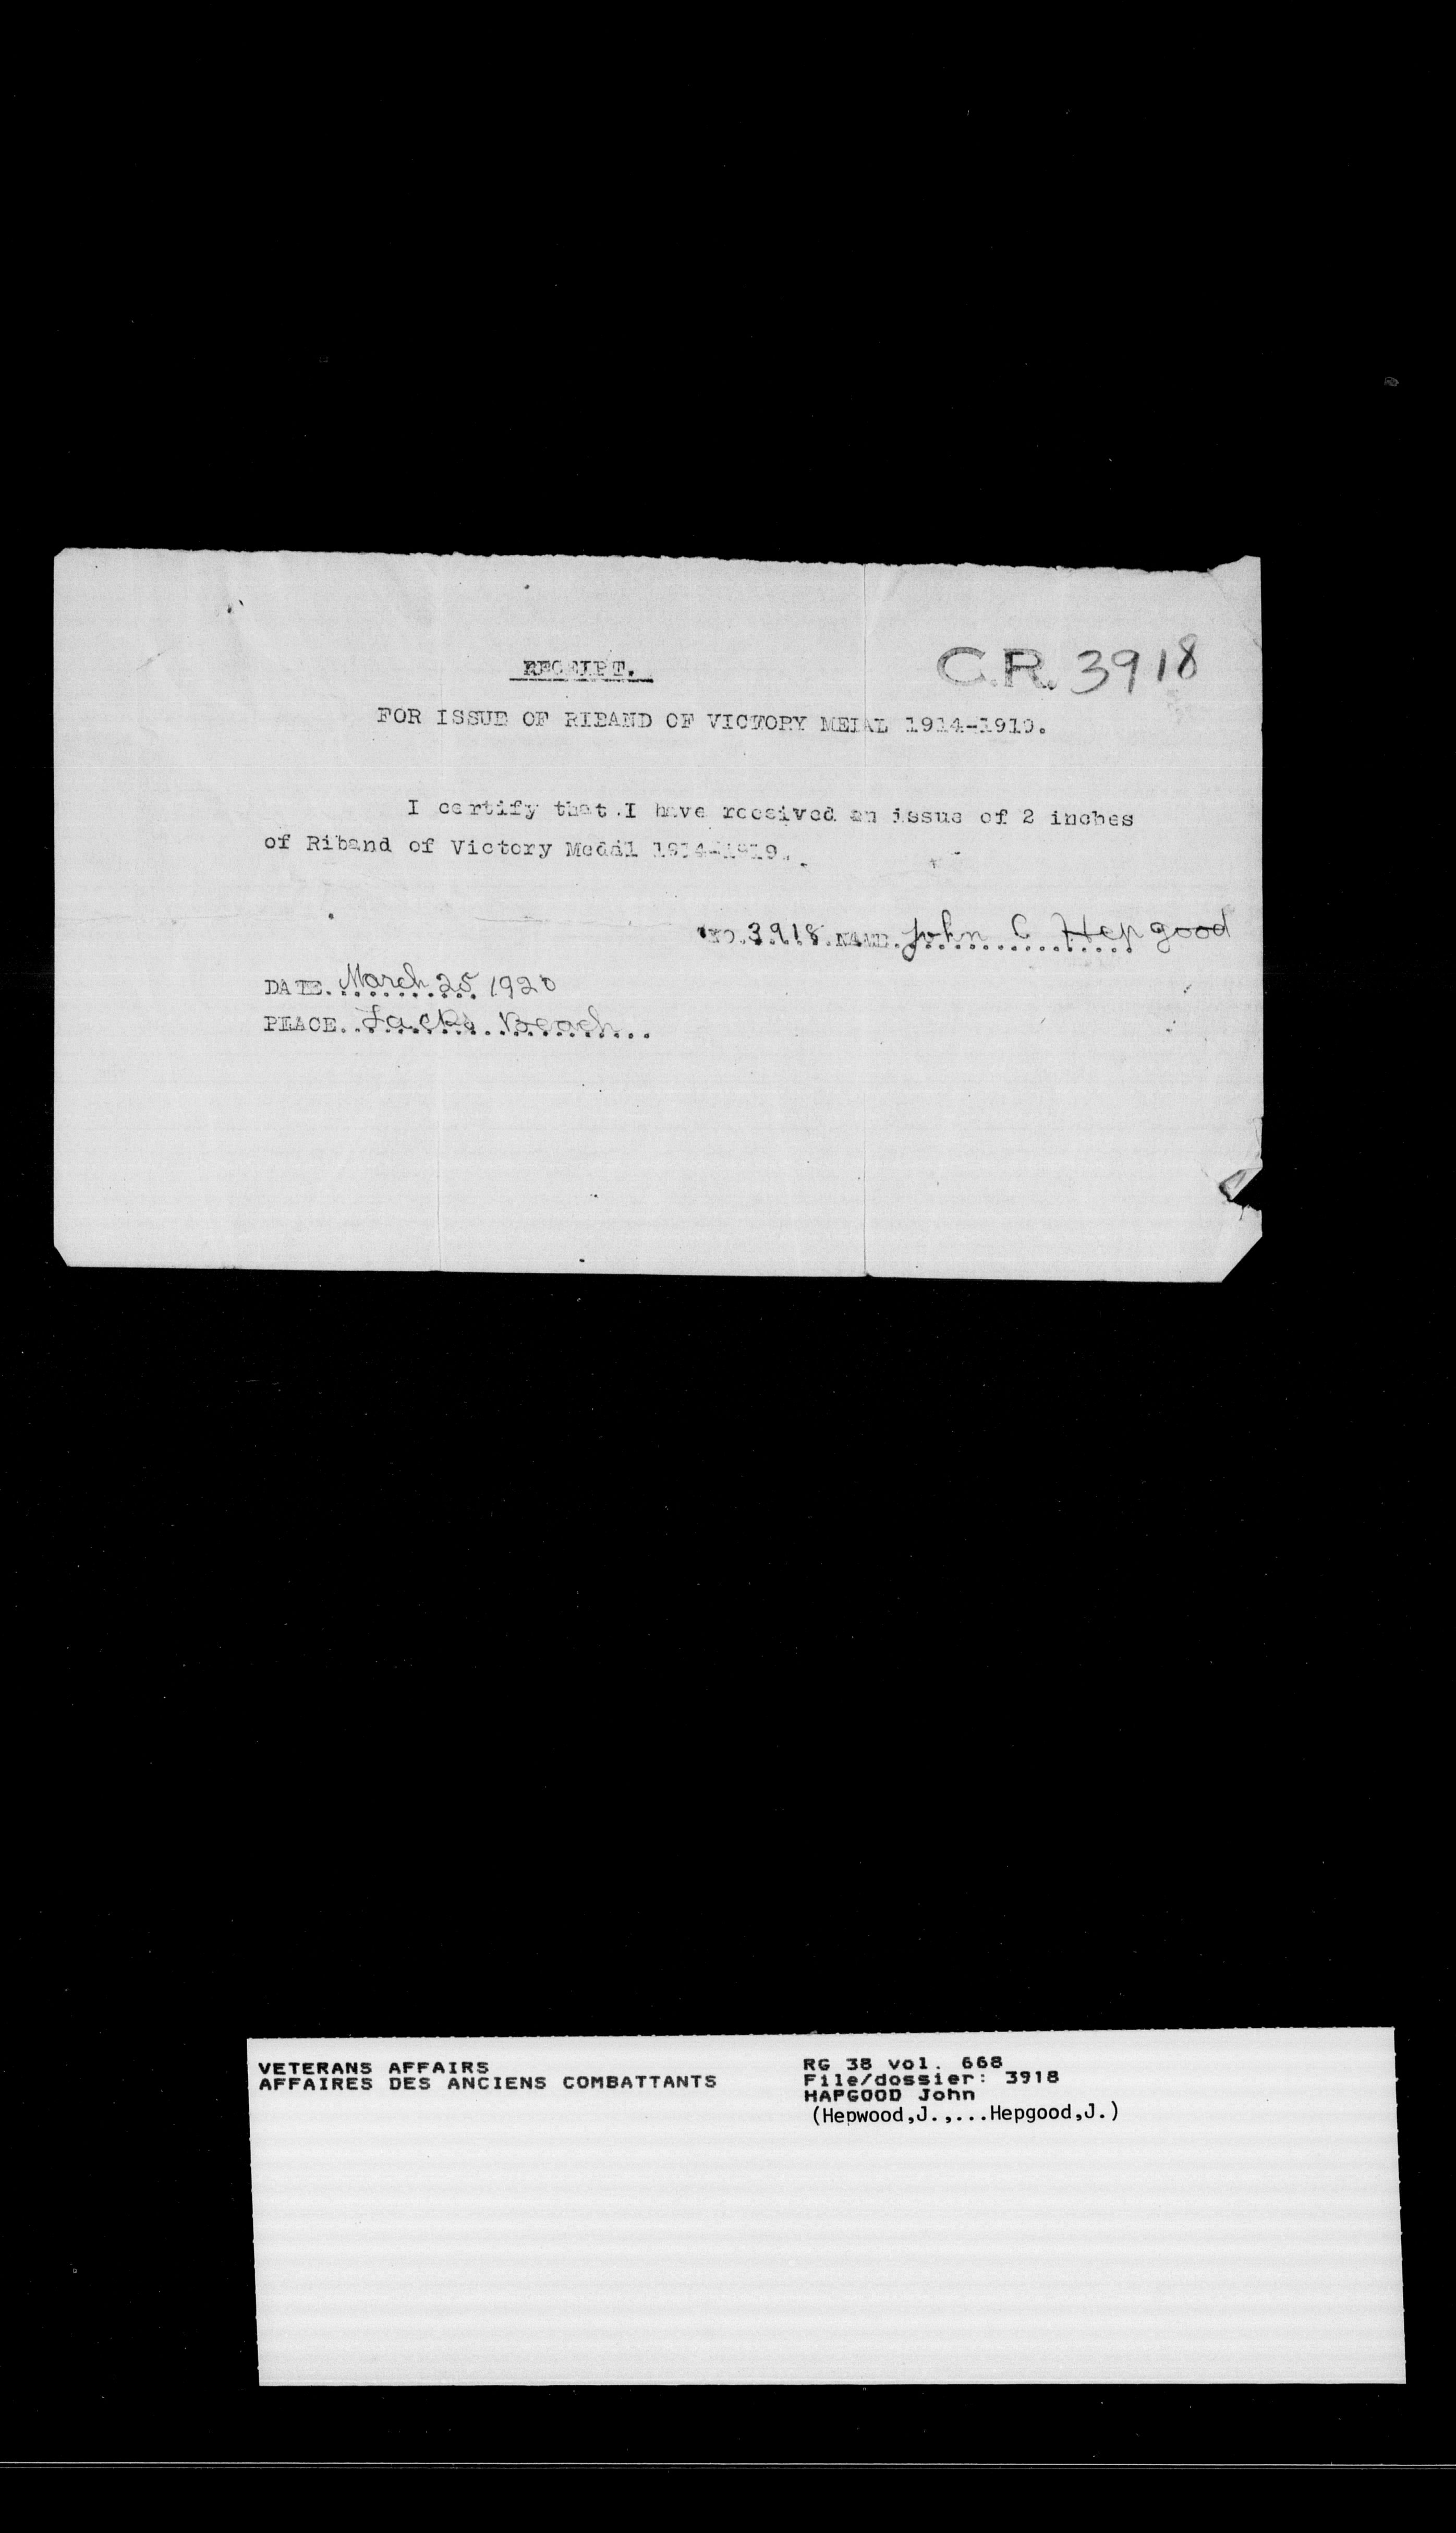 RECEIPT.
C.R. 3918
FOR ISSUE OF RIBAND OF VICTORY MEDAL 1914-1919.
I certify that I have received an issue of 2 inches
of Riband of Victory Medal 1914-1919.
NO. 3918. NAME. John C Hepgood
DATE. March 25 1920
PLACE. Jacks Beach
VETERANS AFFAIRS
AFFAIRES DES ANCIENS COMBATTANTS
RG 38 vol. 668
File/dossier: 3918
HAPGOOD John
(Hepwood,J.,...Hepgood,J.)